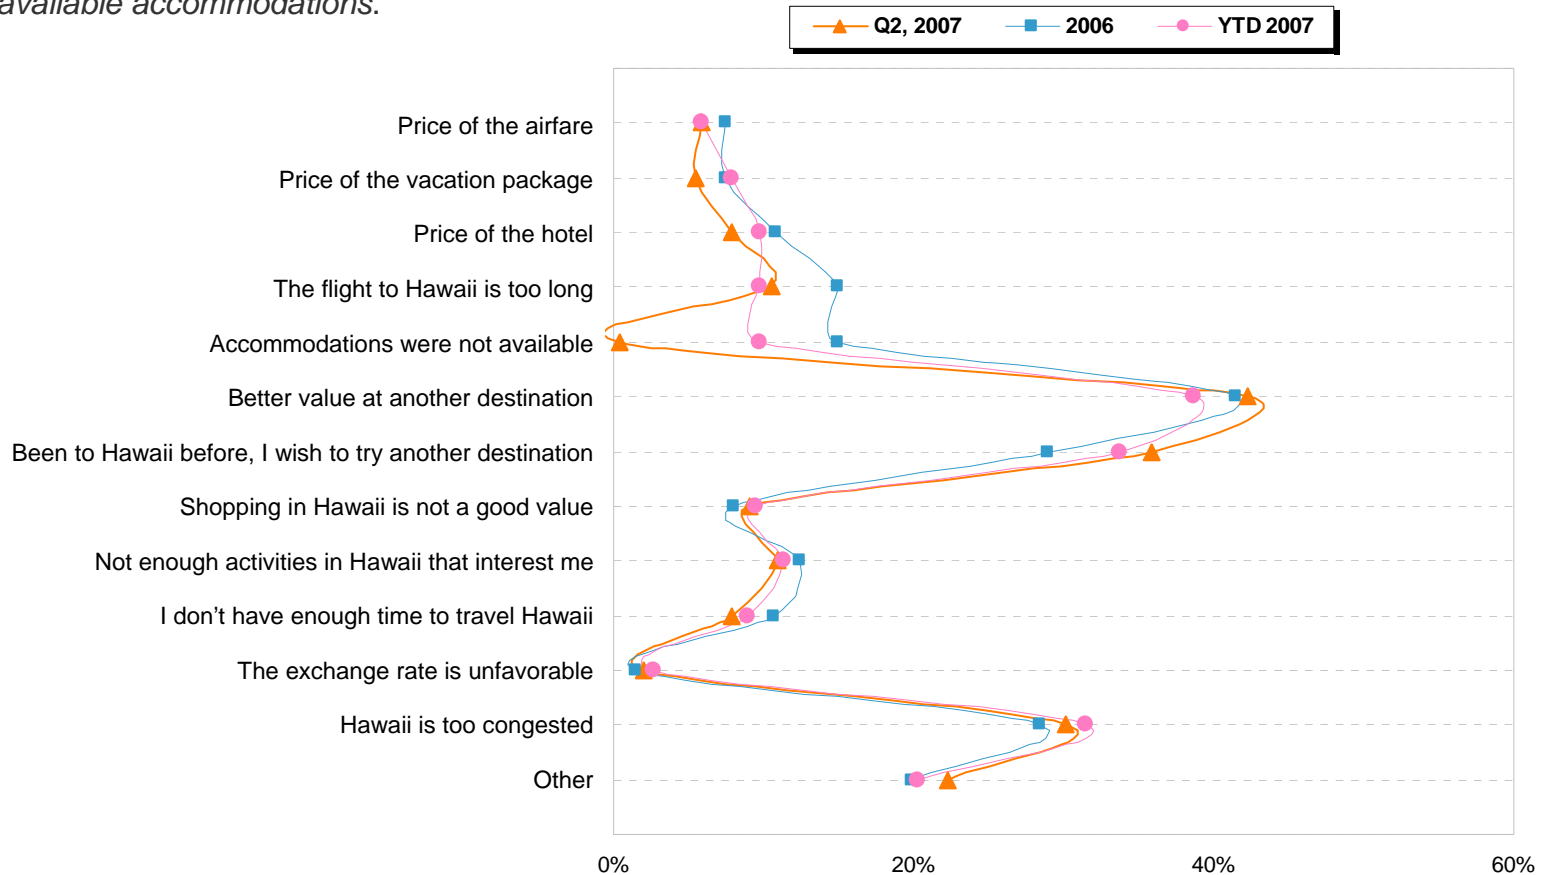 available accommodations.
Q2, 2007 2006 YTD 2007
Price of the airfare
Price of the vacation package
Price of the hotel
The flight to Hawaii is too long
Accommodations were not available
Better value at another destination
Been to Hawaii before, I wish to try another destination
Shopping in Hawaii is not a good value
Not enough activities in Hawaii that interest me
I don’t have enough time to travel Hawaii
The exchange rate is unfavorable
Hawaii is too congested
Other
0% 20% 40% 60%